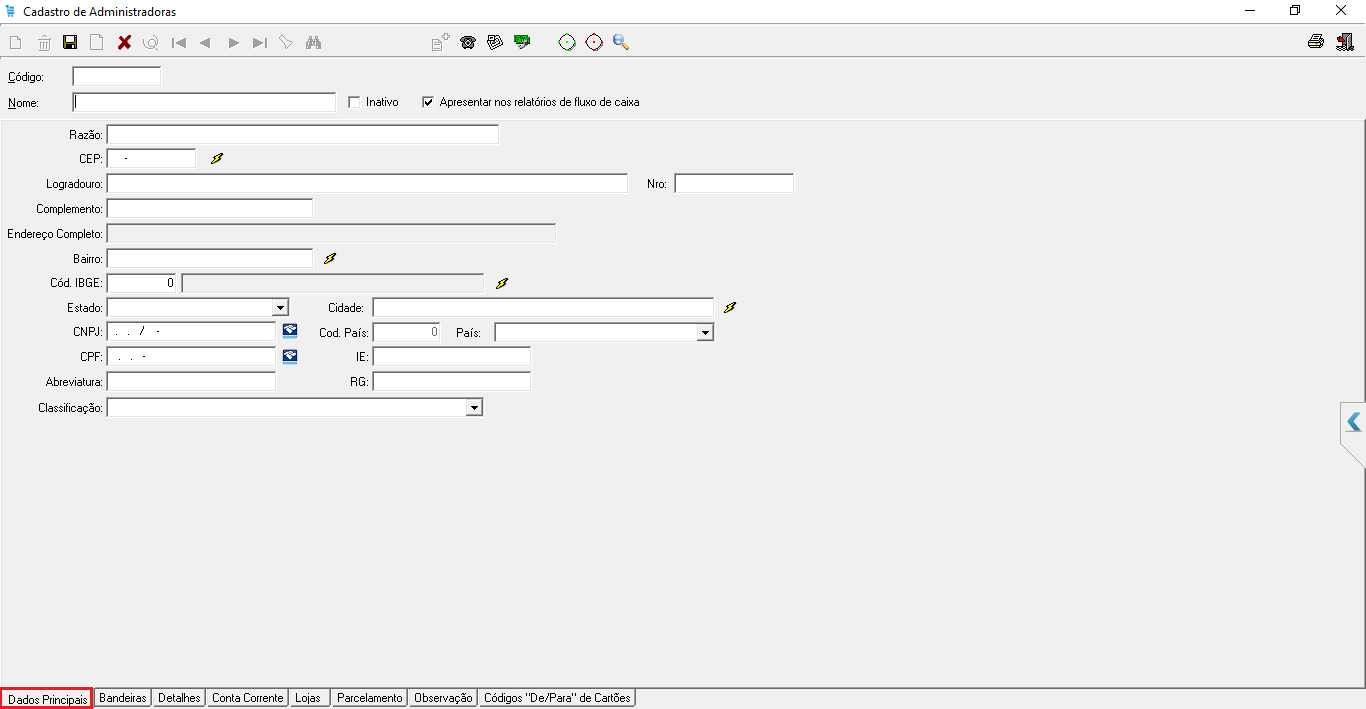 Cadastro de Administradoras
Código:
Nome: Inativo Apresentar nos relatórios de fluxo de caixa
Razão:
CEP: -
Logradouro: Nro:
Complemento:
Endereço Completo:
Bairro:
Cód. IBGE: 0
Estado: Cidade:
CNPJ: . . / - Cod. País: 0 País:
CPF: . . - IE:
Abreviatura: RG:
Classificação:
Dados Principais Bandeiras Detalhes Conta Corrente Lojas Parcelamento Observação Códigos "De/Para" de Cartões